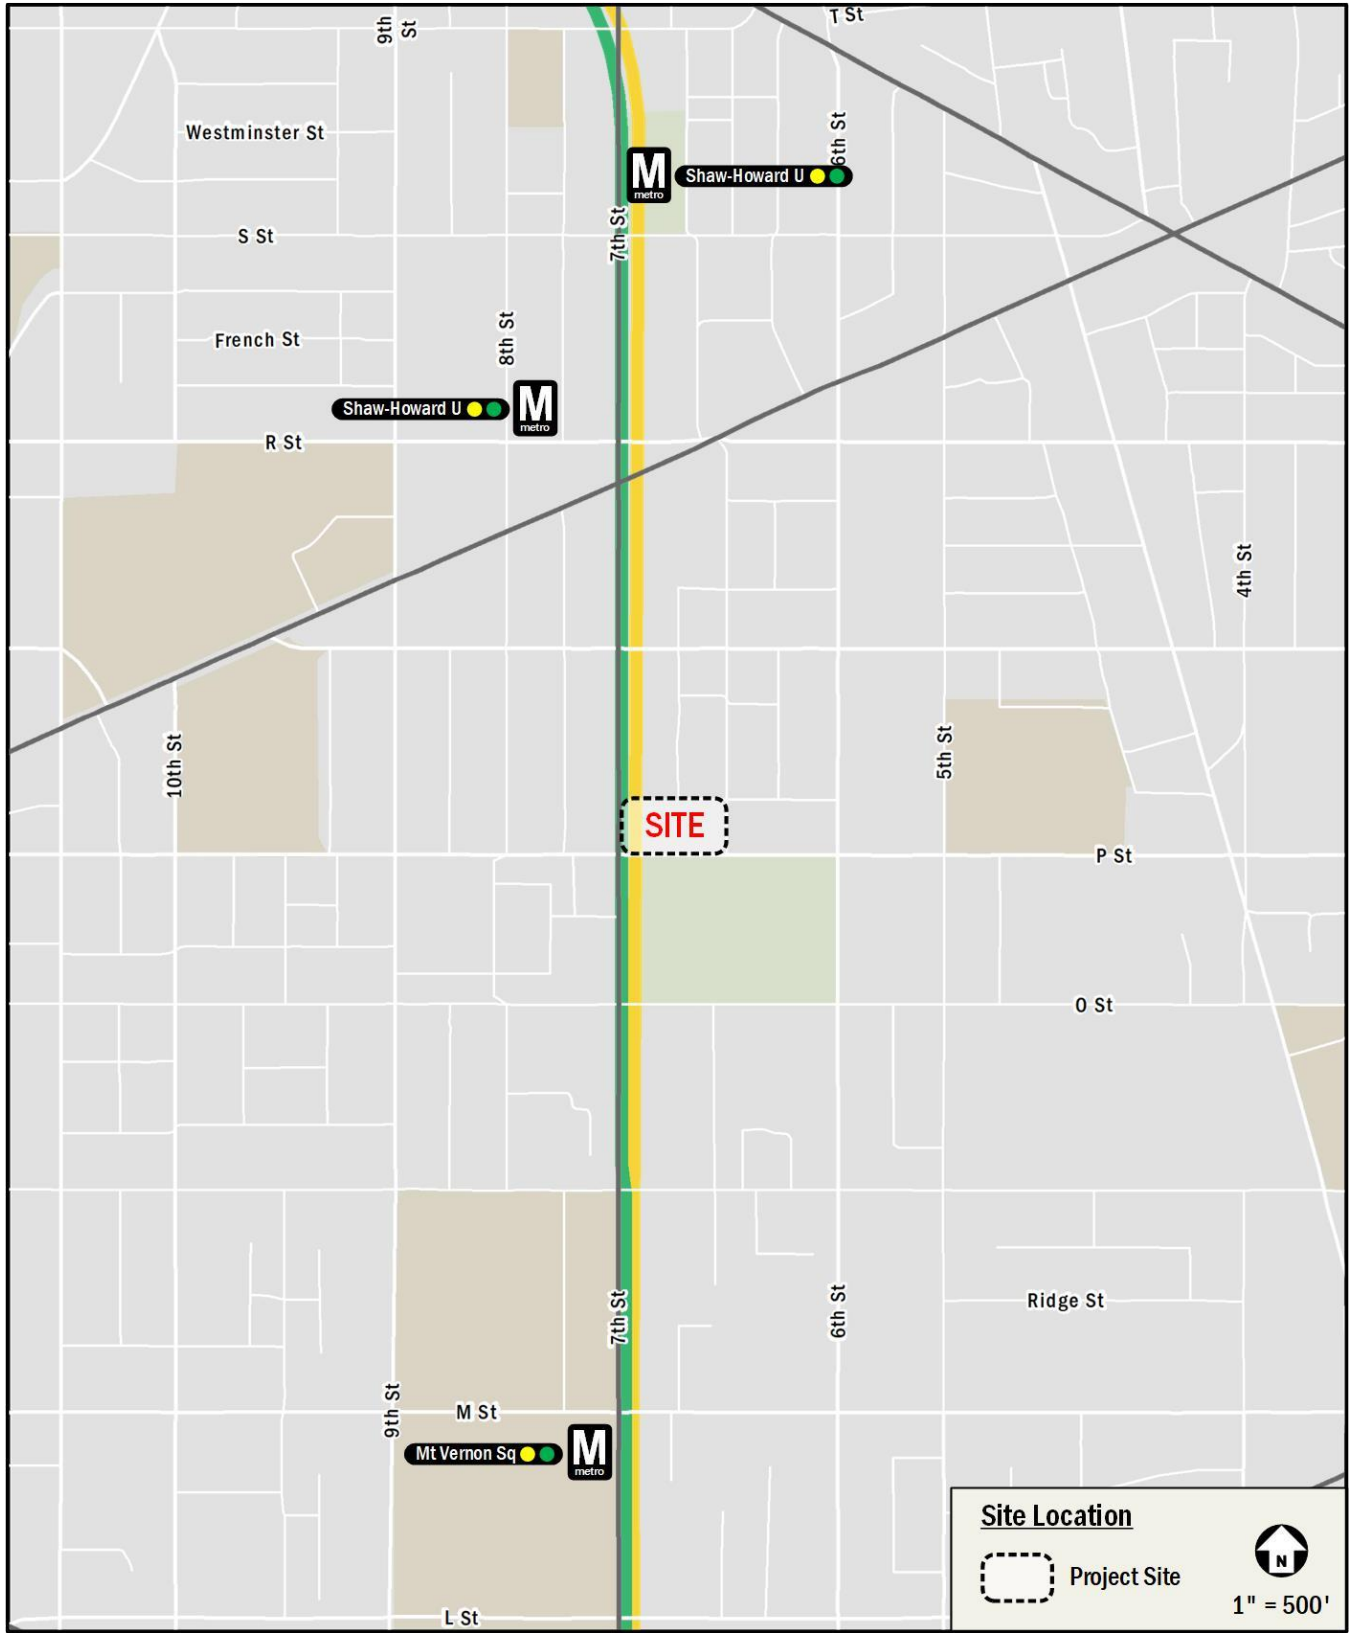 T St
9th
St
Westminster St
6th St
M
metro
Shaw-Howard U
7th St
S St
8th St
French St
Shaw-Howard U
M
metro
R St
4th St
10th St
5th St
SITE
P St
O St
7th St
6th St
Ridge St
9th St
M St
Mt Vernon Sq
M
metro
Site Location
N
Project Site
1" = 500'
L St